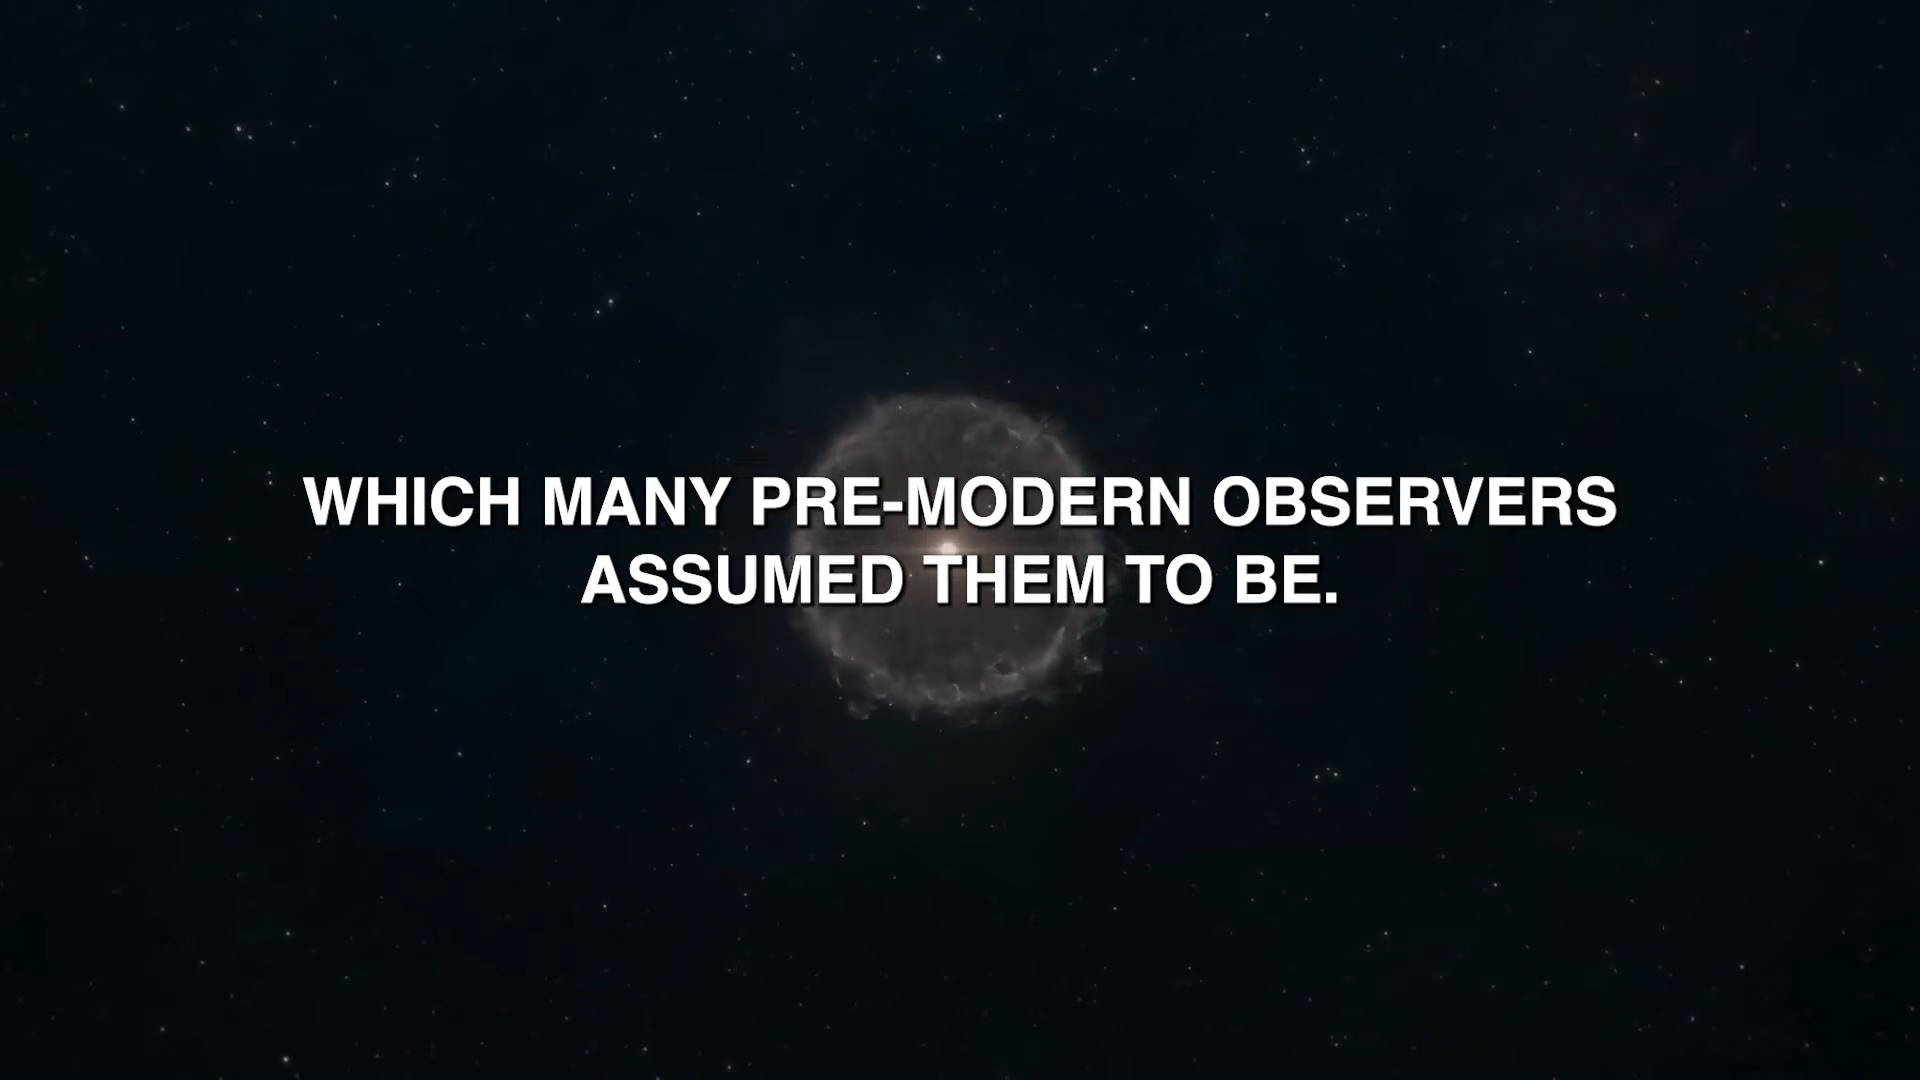 WHICH MANY PRE-MODERN OBSERVERS
ASSUMED THEM TO BE.